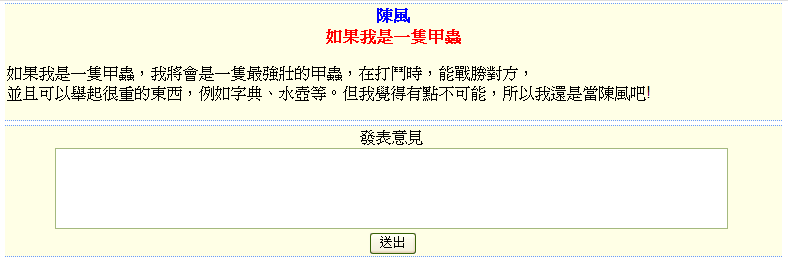 陳風
如果我是一隻甲蟲
如果我是一隻甲蟲，我將會是一隻最強壯的甲蟲，在打鬥時，能戰勝對方，
並且可以舉起很重的東西，例如字典、水壺等。但我覺得有點不可能，所以我還是當陳風吧!
發表意見
送出